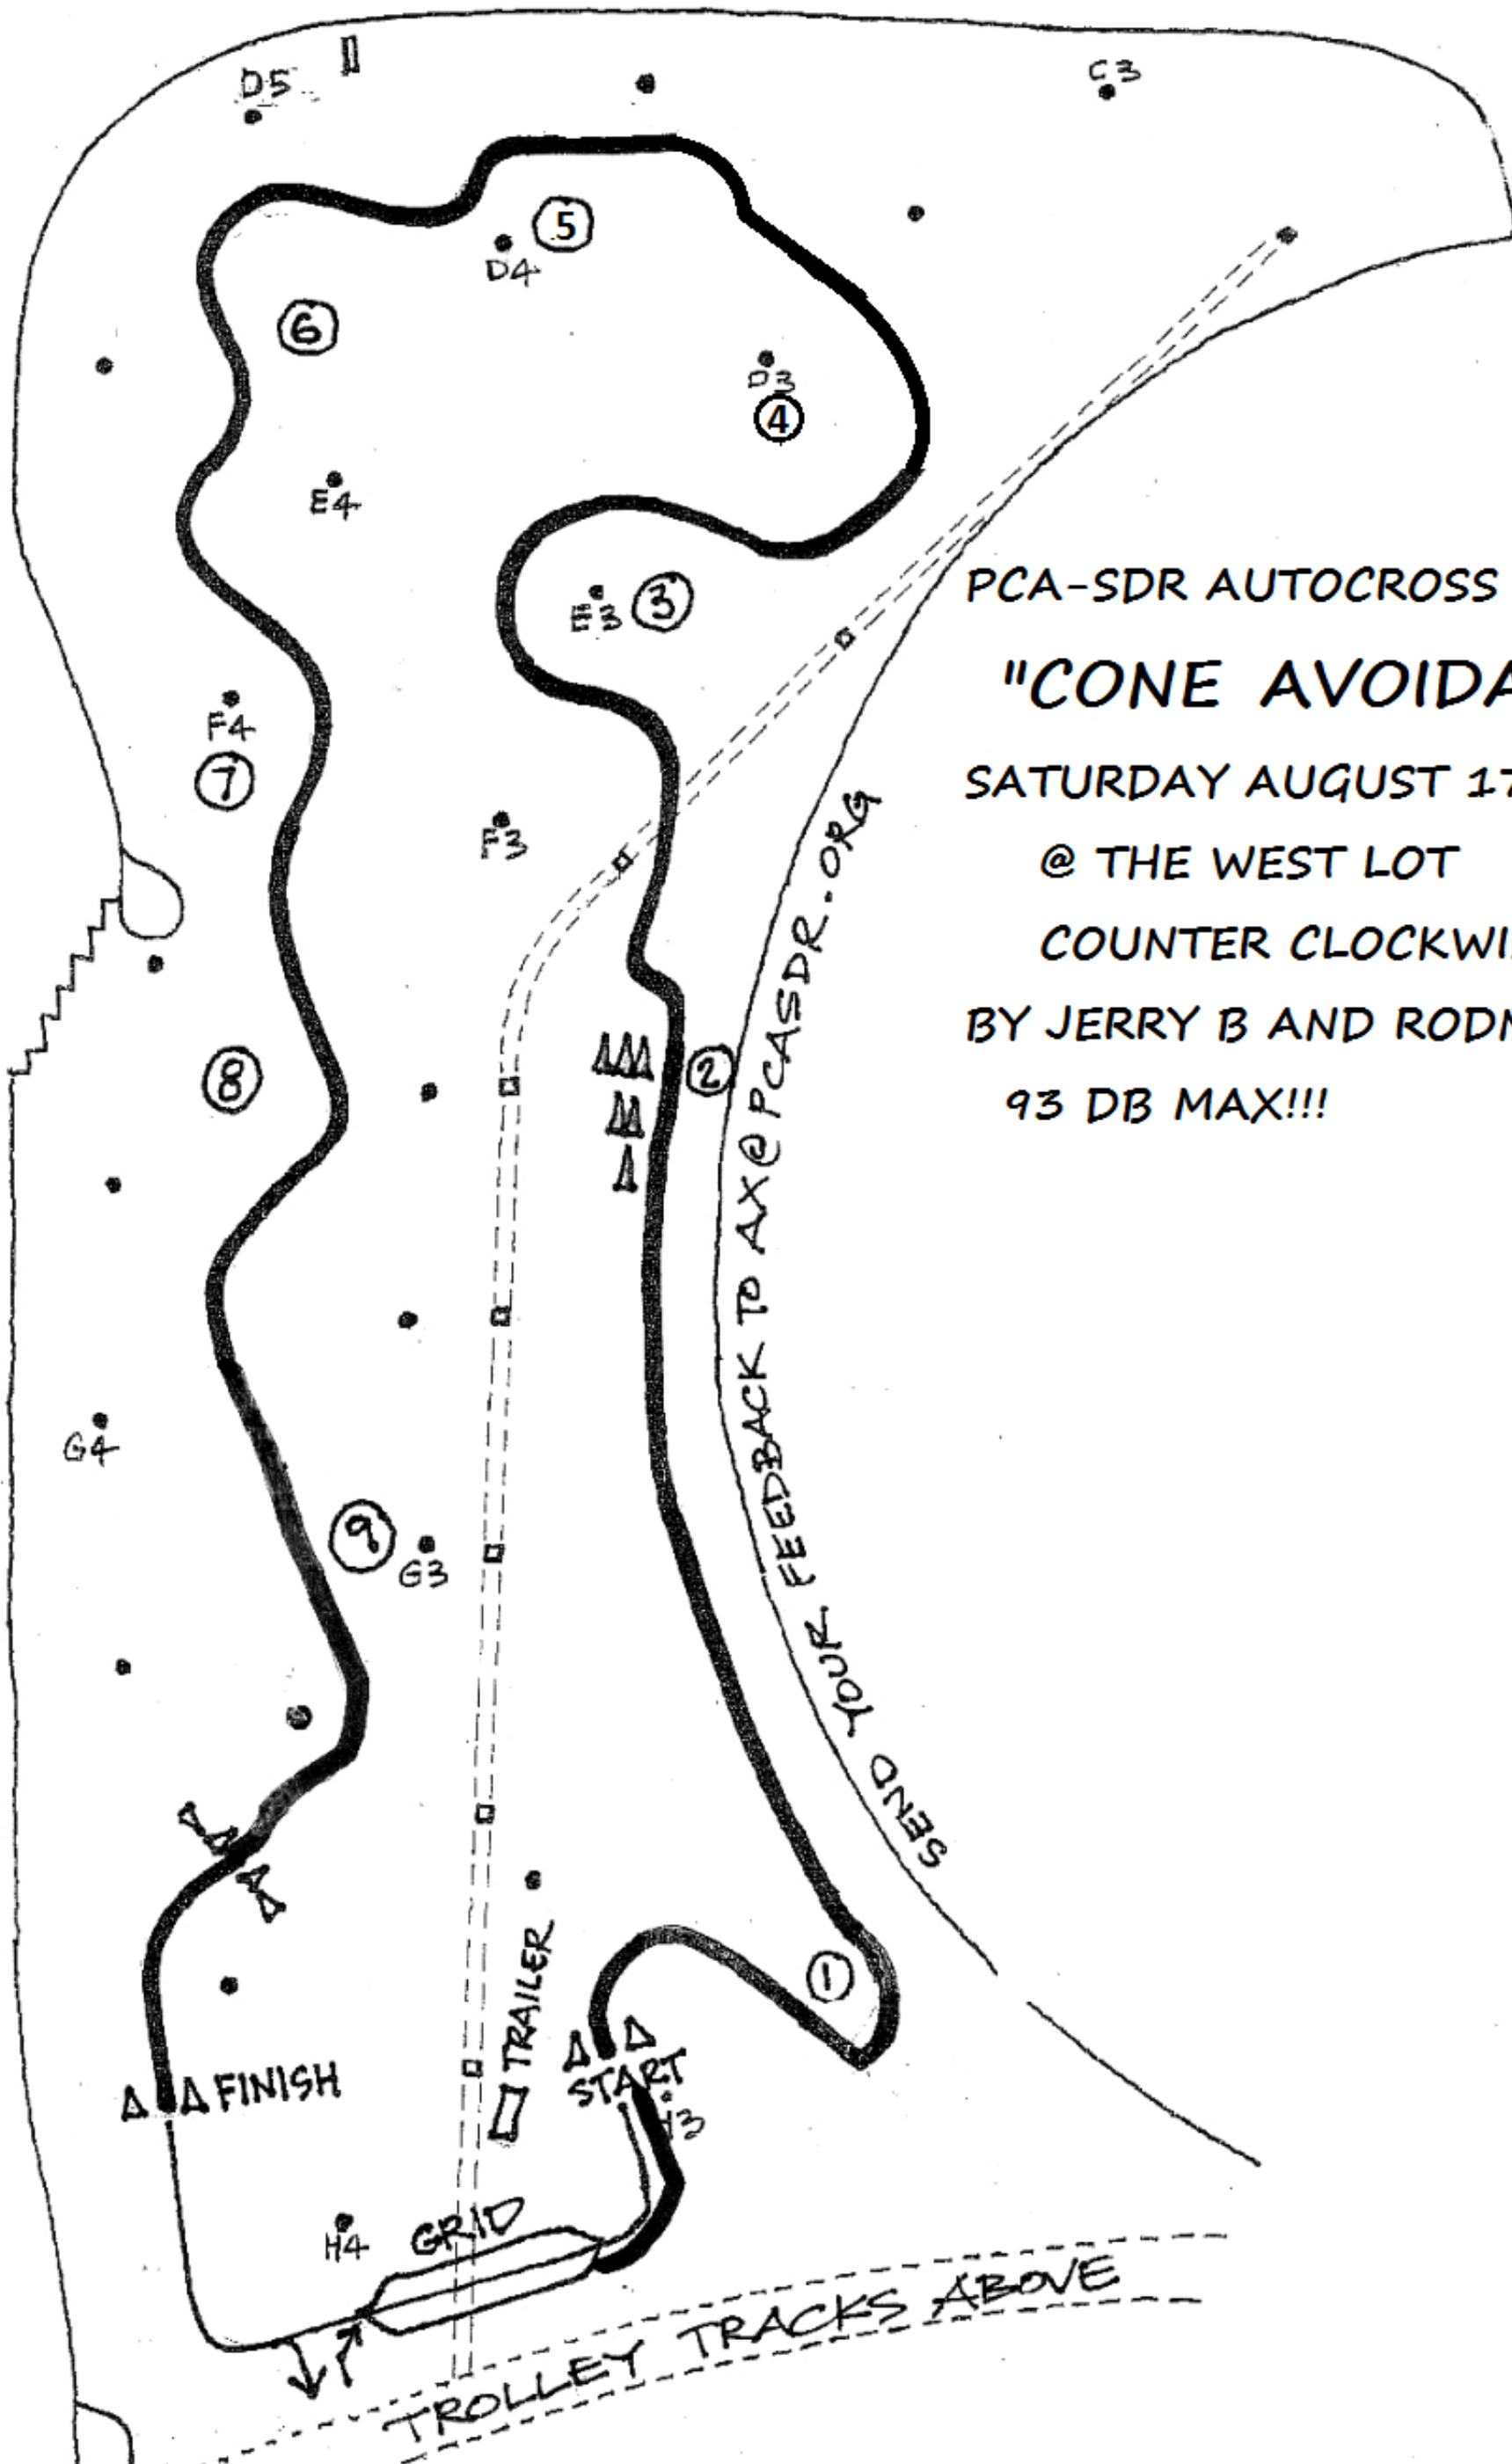 D5
C3
5
D4
6
D3
4
E4
E3
3
PCA-SDR AUTOCROSS
"CONE AVOIDA
SATURDAY AUGUST 17
@ THE WEST LOT
COUNTER CLOCKWI
BY JERRY B AND RODN
93 DB MAX!!!
F4
7
F3
8
2
SEND YOUR FEEDBACK TO AX@PCASDR.ORG
G4
9
G3
1
TRAILER
START
H3
FINISH
H4
GRID
TROLLEY TRACKS ABOVE